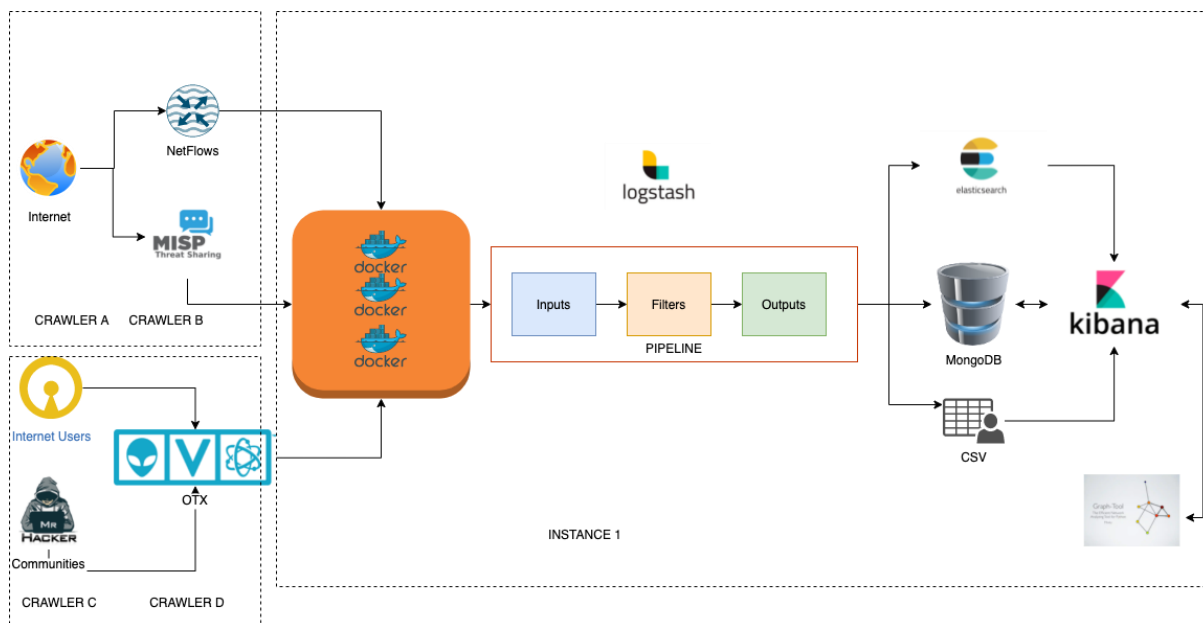 NetFlows
Internet
MISP
Threat Sharing
CRAWLER A
CRAWLER B
Internet Users
OTX
MR
HACKER
Communities
CRAWLER C
CRAWLER D
docker
docker
docker
logstash
Inputs
Filters
Outputs
PIPELINE
INSTANCE 1
elasticsearch
MongoDB
CSV
kibana
Graph-Tool